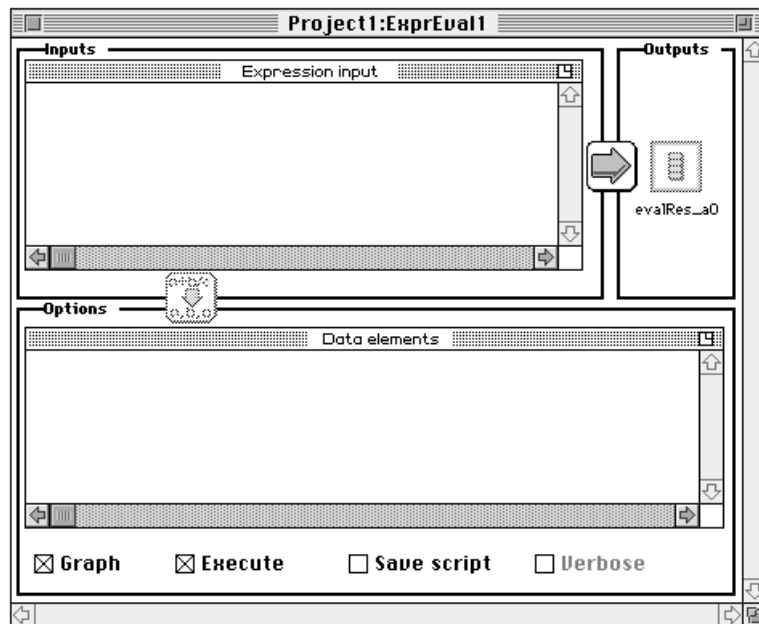 Project1:ExprEval1
Inputs
Outputs
Expression input
evalRes_a0
Options
Data elements
Graph Execute Save script Verbose